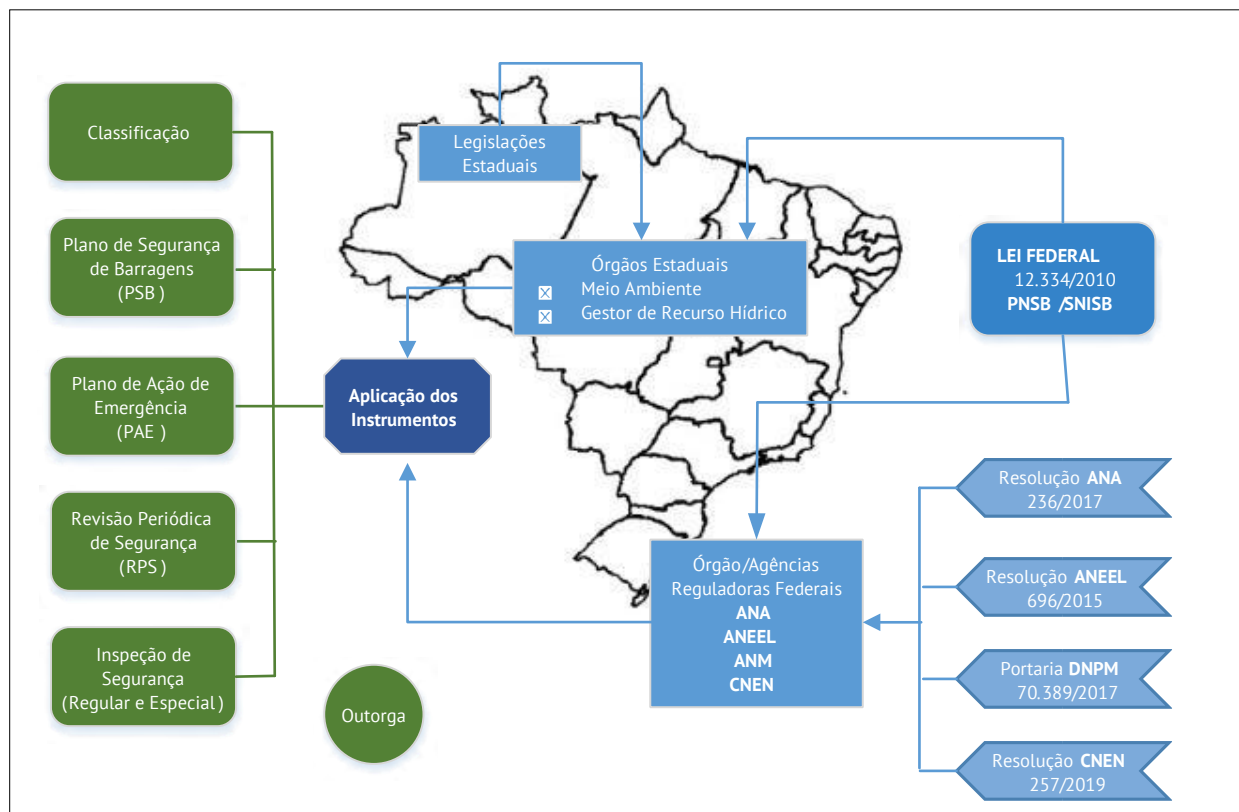 Classificação
Plano de Segurança
de Barragens
(PSB)
Plano de Ação de
Emergência
(PAE )
Revisão Periódica
de Segurança
(RPS)
Inspeção de
Segurança
(Regular e Especial)
Legislações
Estaduais
Órgãos Estaduais
Meio Ambiente
Gestor de Recurso Hídrico
Aplicação dos
Instrumentos
Outorga
LEI FEDERAL
12.334/2010
PNSB /SNISB
Órgão/Agências
Reguladoras Federais
ANA
ANEEL
ANM
CNEN
Resolução ANA
236/2017
Resolução ANEEL
696/2015
Portaria DNPM
70.389/2017
Resolução CNEN
257/2019